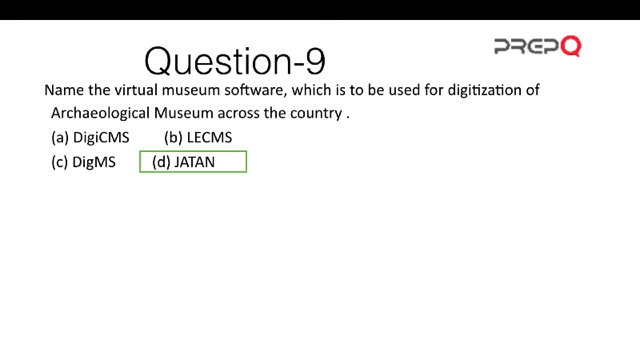 PREPQ
Question-9
Name the virtual museum software, which is to be used for digitization of
Archaeological Museum across the country .
(a) DigiCMS (b) LECMS
(c) DigMS (d) JATAN